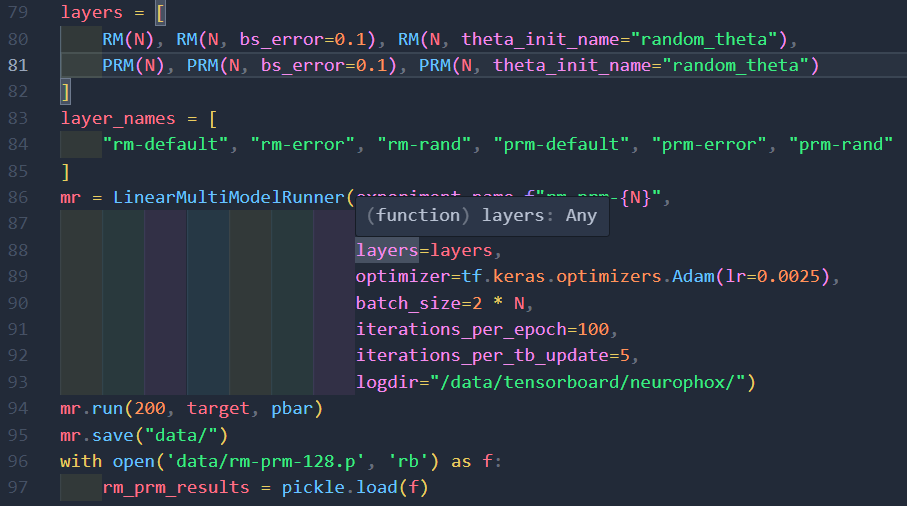 79 layers = [
80 RM(N), RM(N, bs_error=0.1), RM(N, theta_init_name="random_theta"),
81 PRM(N), PRM(N, bs_error=0.1), PRM(N, theta_init_name="random_theta")
82 ]
83 layer_names = [
84 "rm-default", "rm-error", "rm-rand", "prm-default", "prm-error", "prm-rand"
85 ]
86 mr = LinearMultiModelRunner(experiment_name=f"rm-prm-{N}",
(function) layers: Any
87
88 layers=layers,
89 optimizer=tf.keras.optimizers.Adam(lr=0.0025),
90 batch_size=2 * N,
91 iterations_per_epoch=100,
92 iterations_per_tb_update=5,
93 logdir="/data/tensorboard/neurophox/")
94 mr.run(200, target, pbar)
95 mr.save("data/")
96 with open('data/rm-prm-128.p', 'rb') as f:
97 rm_prm_results = pickle.load(f)